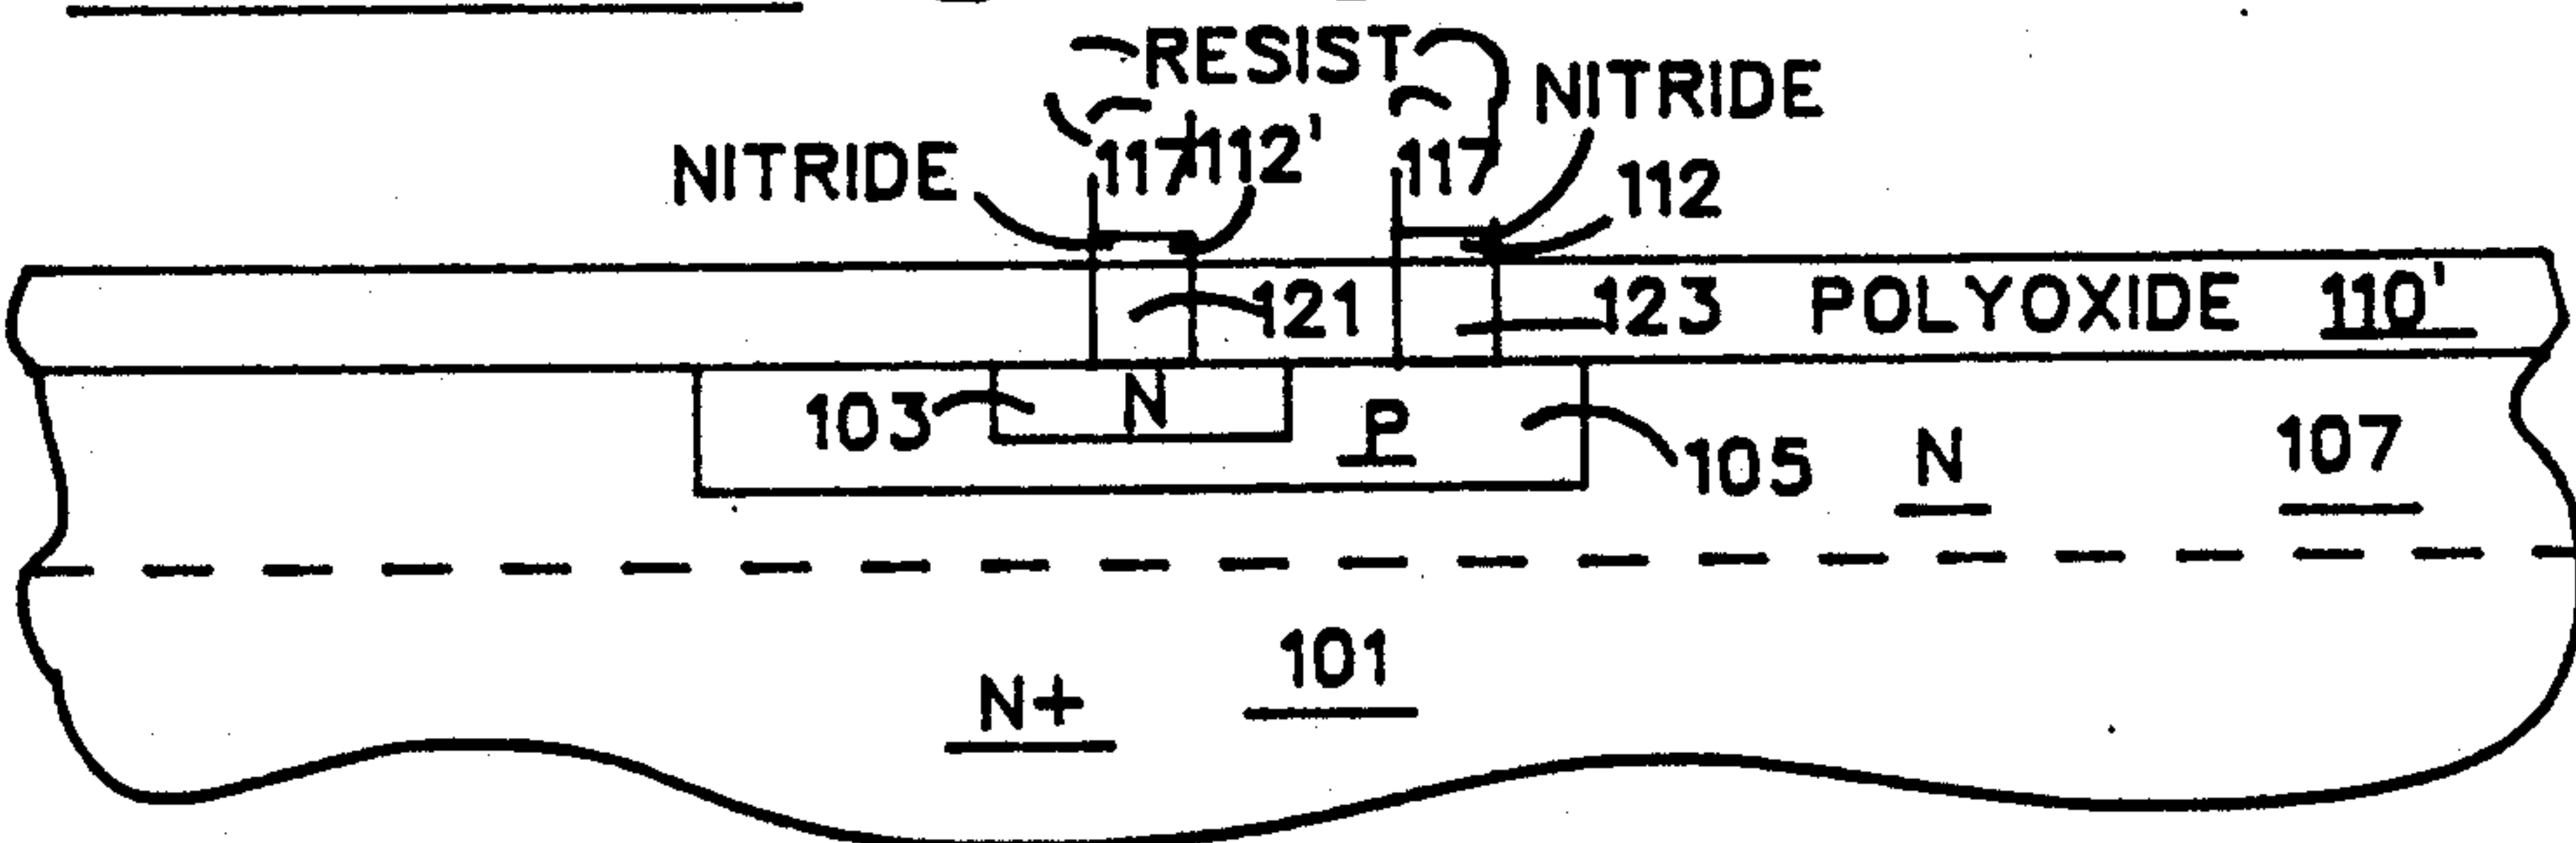 RESIST
NITRIDE
NITRIDE
117
112'
117
112
121
123
POLYOXIDE
110'
103
N
P
105
N
107
N+
101